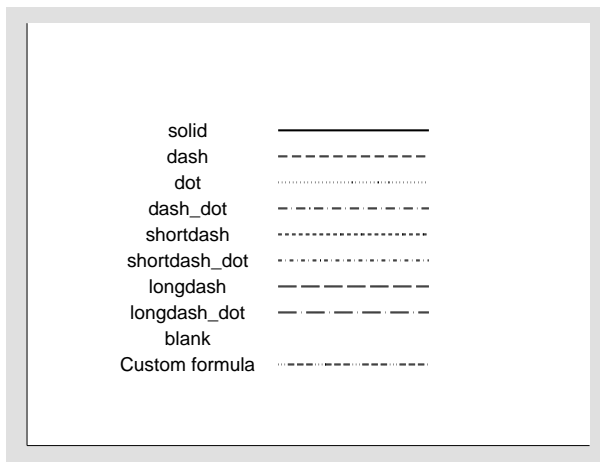 solid
dash
dot
dash_dot
shortdash
shortdash_dot
longdash
longdash_dot
blank
Custom formula